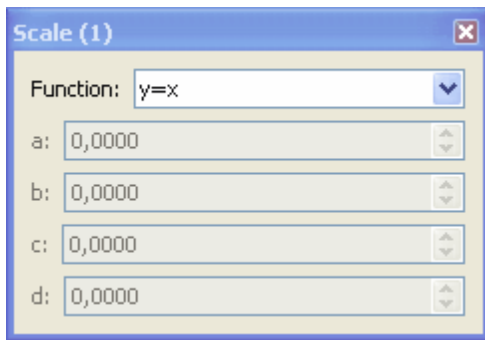 Scale (1)
Function: y=x
a: 0,0000
b: 0,0000
c: 0,0000
d: 0,0000